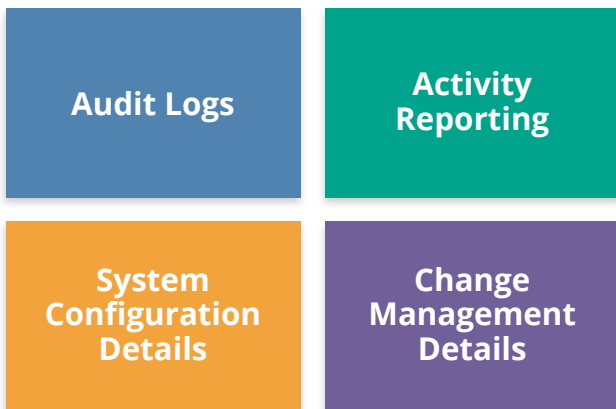 Audit Logs
Activity
Reporting
System
Configuration
Details
Change
Management
Details